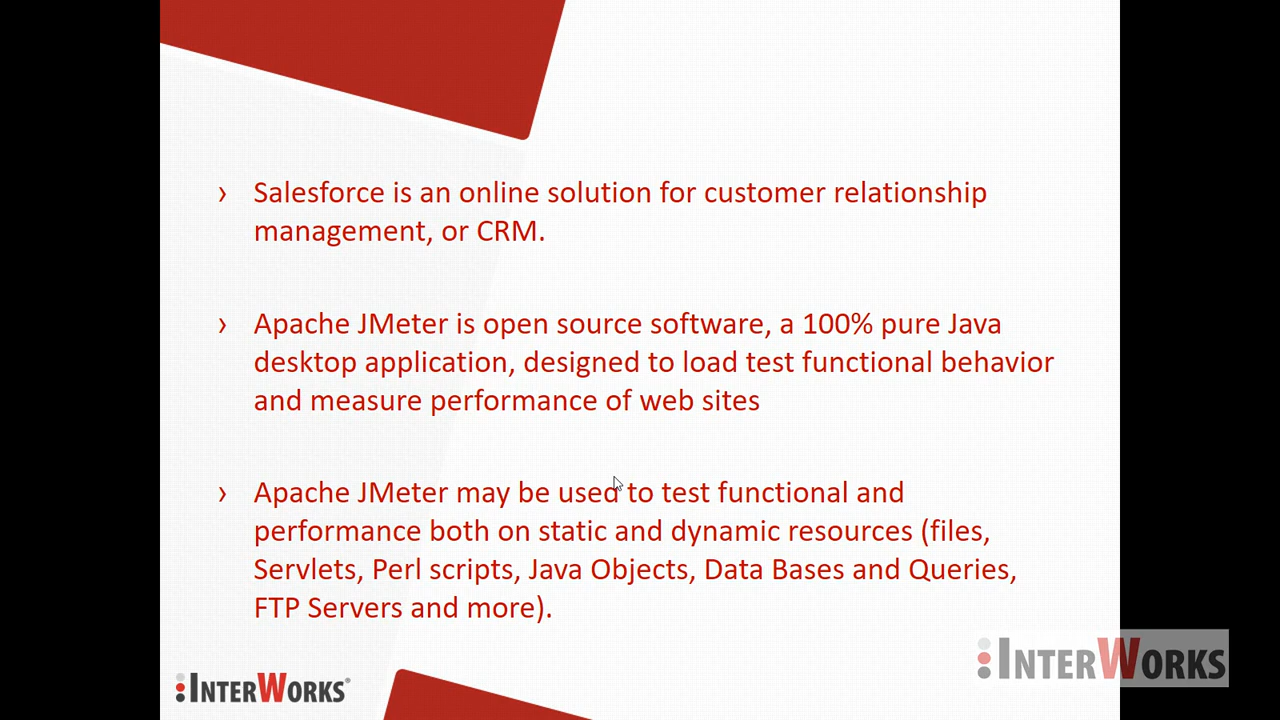 › Salesforce is an online solution for customer relationship
management, or CRM.
› Apache JMeter is open source software, a 100% pure Java
desktop application, designed to load test functional behavior
and measure performance of web sites
› Apache JMeter may be used to test functional and
performance both on static and dynamic resources (files,
Servlets, Perl scripts, Java Objects, Data Bases and Queries,
FTP Servers and more).
INTERWORKS®
INTERWORKS